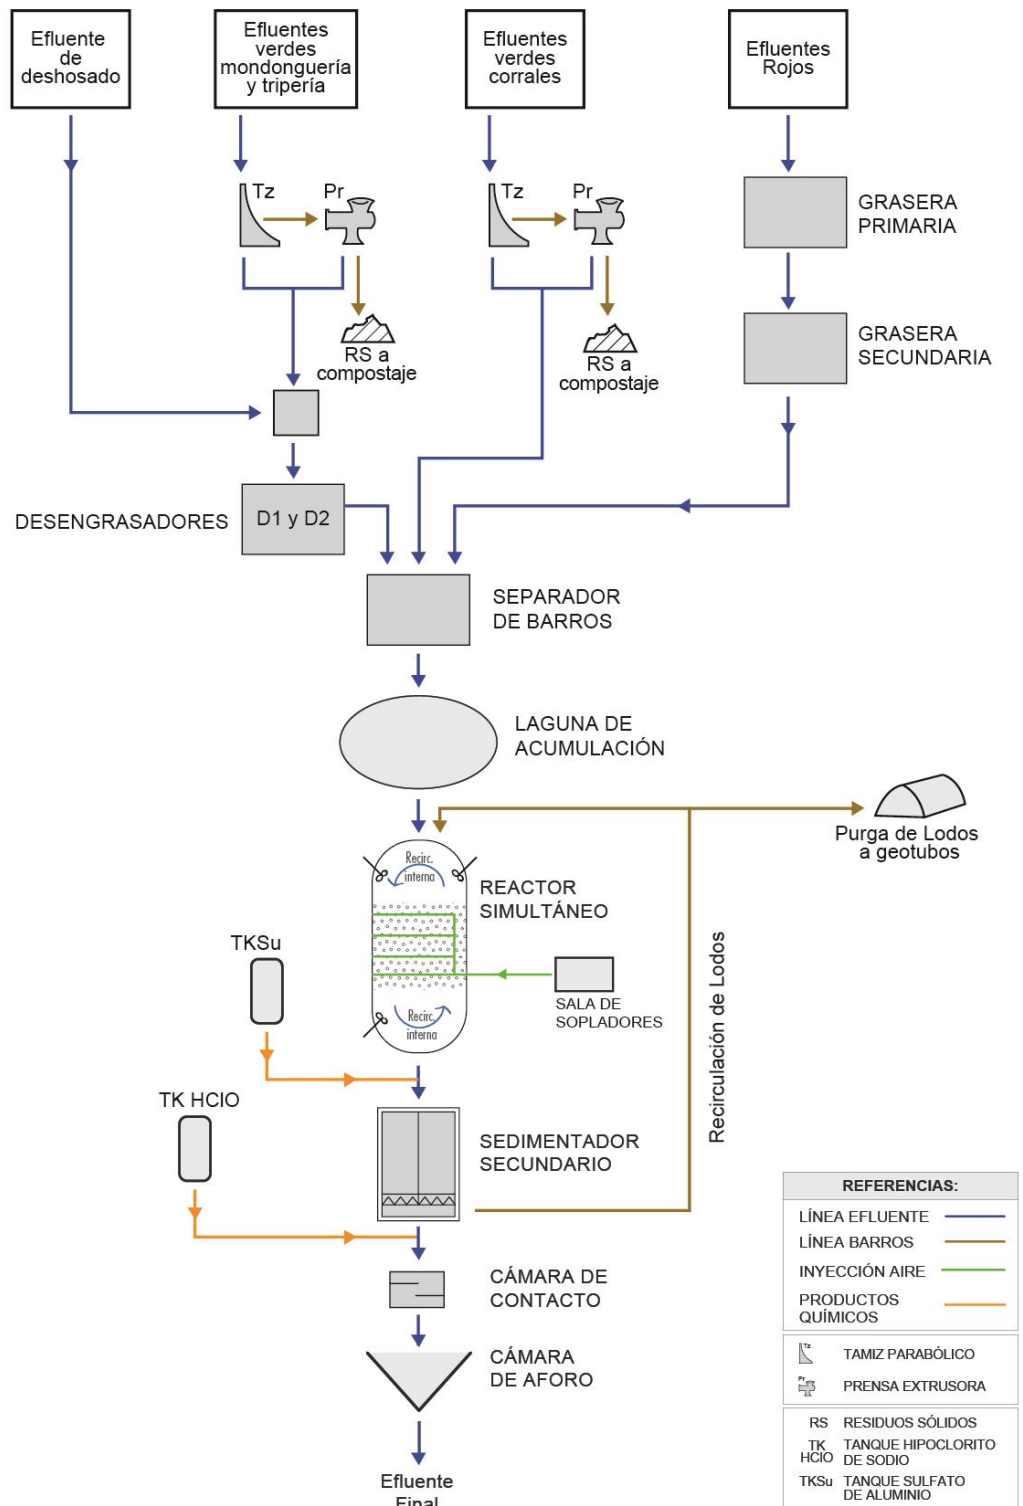 Efluente
de
deshosado
Efluentes
verdes
mondonguería
y tripería
Efluentes
verdes
corrales
Efluentes
Rojos
Tz
Pr
Tz
Pr
GRASERA
PRIMARIA
RS a
compostaje
RS a
compostaje
GRASERA
SECUNDARIA
DESENGRASADORES
D1 y D2
SEPARADOR
DE BARROS
LAGUNA DE
ACUMULACIÓN
Purga de Lodos
a geotubos
Recirc.
interna
REACTOR
SIMULTÁNEO
TKSu
SALA DE
SOPLADORES
Recirc.
interna
Recirculación de Lodos
TK HClO
SEDIMENTADOR
SECUNDARIO
CÁMARA DE
CONTACTO
CÁMARA
DE AFORO
Efluente
Final
REFERENCIAS:
LÍNEA EFLUENTE
LÍNEA BARROS
INYECCIÓN AIRE
PRODUCTOS
QUÍMICOS
Tz
TAMIZ PARABÓLICO
Pr
PRENSA EXTRUSORA
RS RESIDUOS SÓLIDOS
TK HClO TANQUE HIPOCLORITO
DE SODIO
TKSu TANQUE SULFATO
DE ALUMINIO